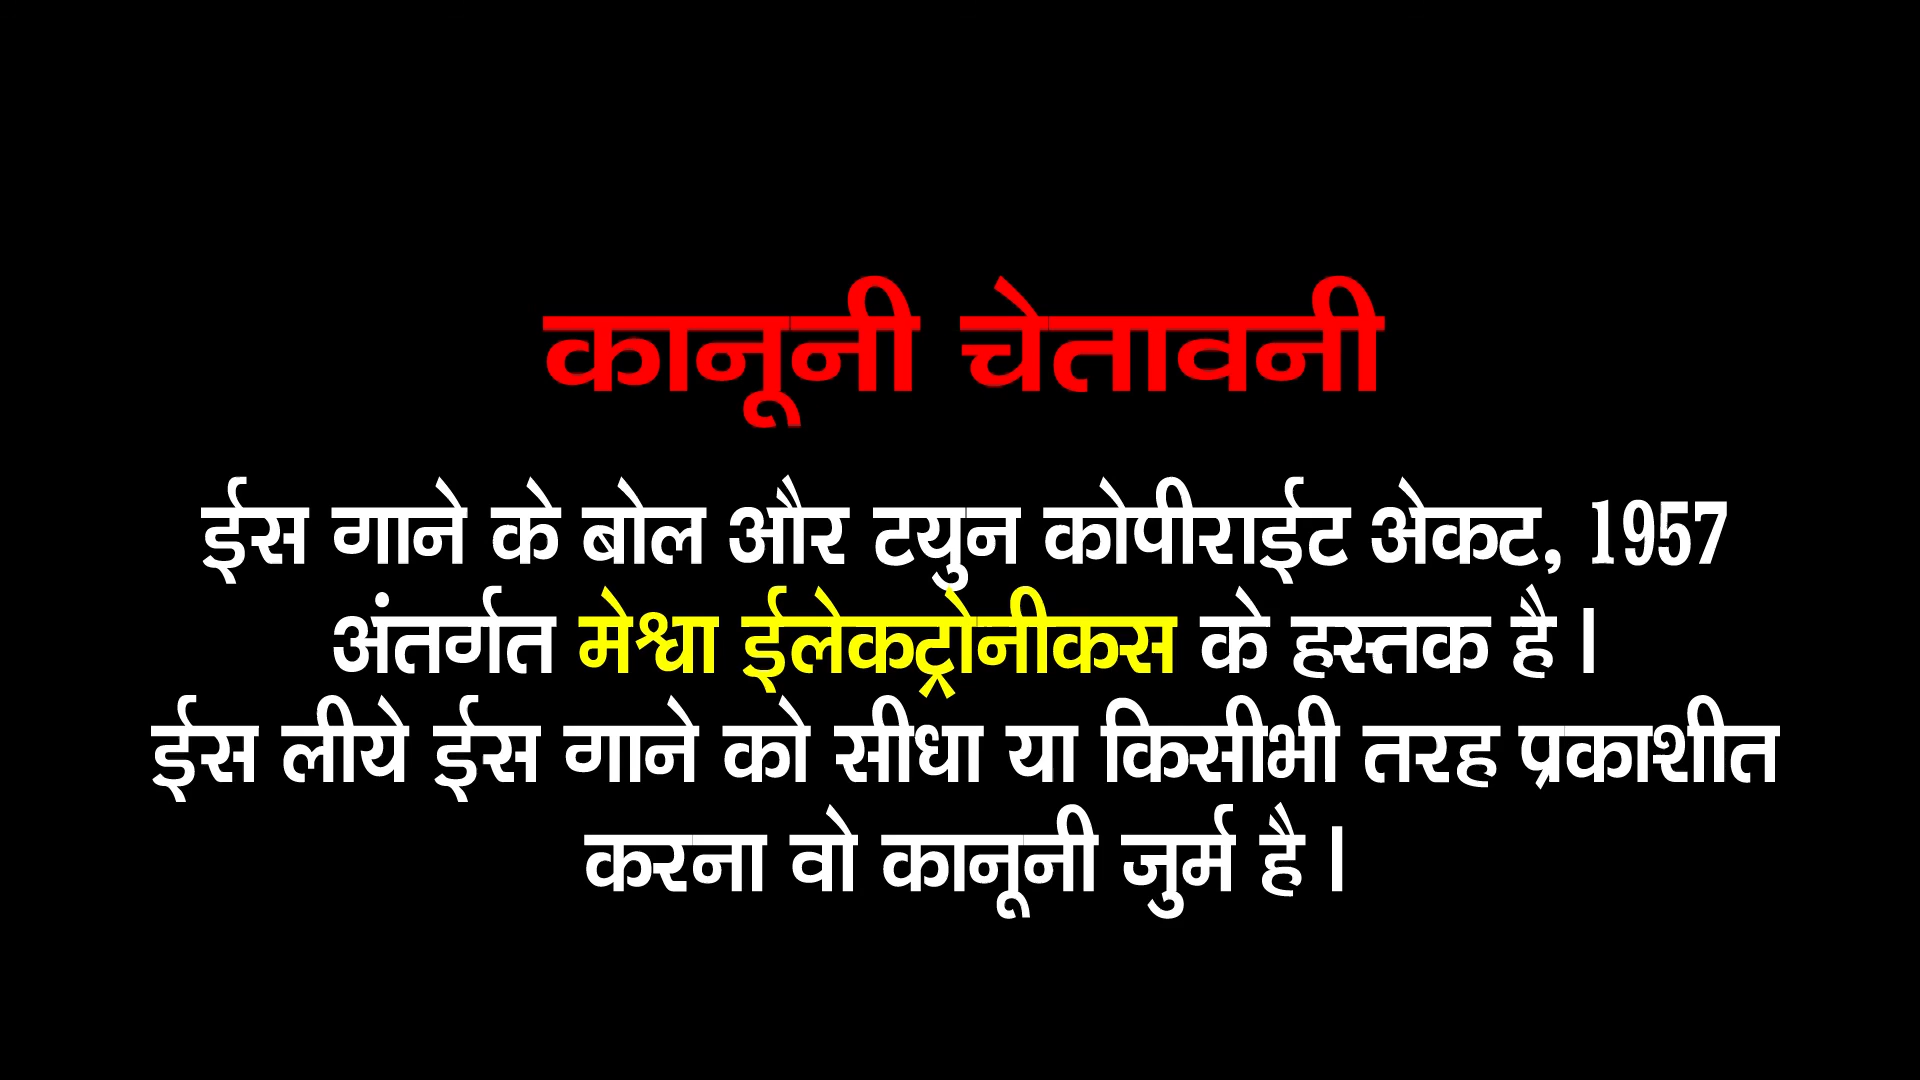 कानूनी चेतावनी
ईस गाने के बोल और टयुन कोपीराईट अेकट, 1957
अंतर्गत मेश्वा ईलेकट्रोनीकस के हस्तक है ।
ईस लीये ईस गाने को सीधा या किसीभी तरह प्रकाशीत
करना वो कानूनी जुर्म है ।